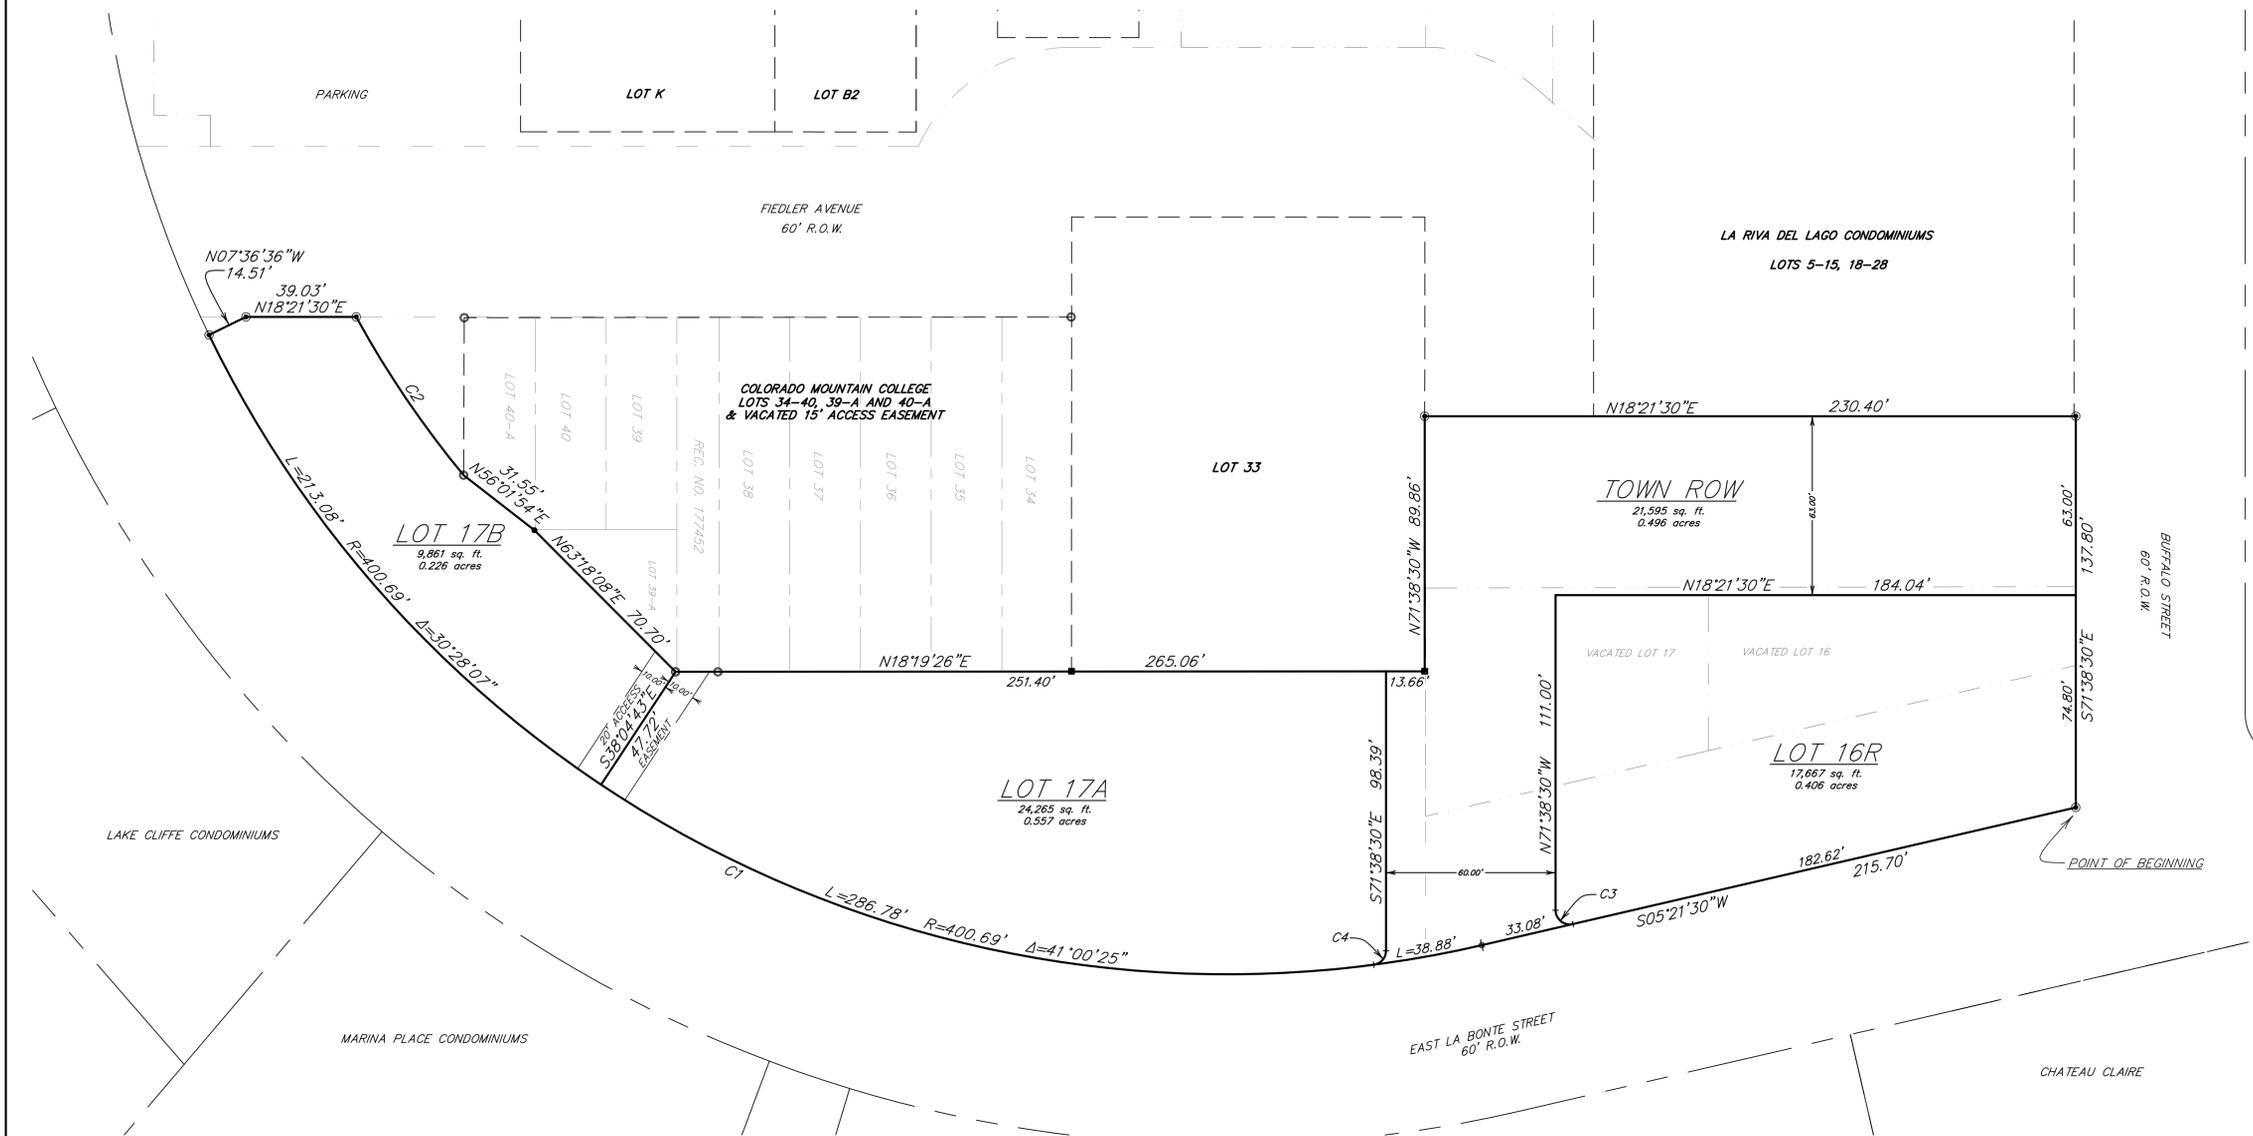 PARKING
LOT K
LOT B2
FIEDLER AVENUE
60' R.O.W.
LA RIVA DEL LAGO CONDOMINIUMS
LOTS 5-15, 18-28
N07°36'36"W
14.51'
39.03'
N18°21'30"E
C2
COLORADO MOUNTAIN COLLEGE
LOTS 34-40, 39-A AND 40-A
& VACATED 15' ACCESS EASEMENT
LOT 40-A
LOT 40
LOT 39
REC. NO. 177452
LOT 38
LOT 37
LOT 36
LOT 35
LOT 34
LOT 39-A
LOT 33
N18°21'30"E
230.40'
TOWN ROW
21,595 sq. ft.
0.496 acres
63.00'
63.00'
137.80'
BUFFALO STREET
60' R.O.W.
N71°38'30"W 89.86'
31.55'
N56°01'54"E
LOT 17B
9,861 sq. ft.
0.226 acres
L=213.08'
R=400.69'
Δ=30°28'07"
N63°18'08"E
70.70'
N18°21'30"E
184.04'
VACATED LOT 17
VACATED LOT 16
S71°38'30"E
74.80'
N18°19'26"E
265.06'
251.40'
13.66'
10.00'
10.00'
20' ACCESS
S38°04'43"E
47.72'
EASEMENT
S71°38'30"E 98.39'
N71°38'30"W 111.00'
LOT 16R
17,667 sq. ft.
0.406 acres
LOT 17A
24,265 sq. ft.
0.557 acres
LAKE CLIFFE CONDOMINIUMS
C1
L=286.78'
R=400.69'
Δ=41°00'25"
60.00'
182.62'
215.70'
POINT OF BEGINNING
C3
S05°21'30"W
33.08'
C4
L=38.88'
MARINA PLACE CONDOMINIUMS
EAST LA BONTE STREET
60' R.O.W.
CHATEAU CLAIRE